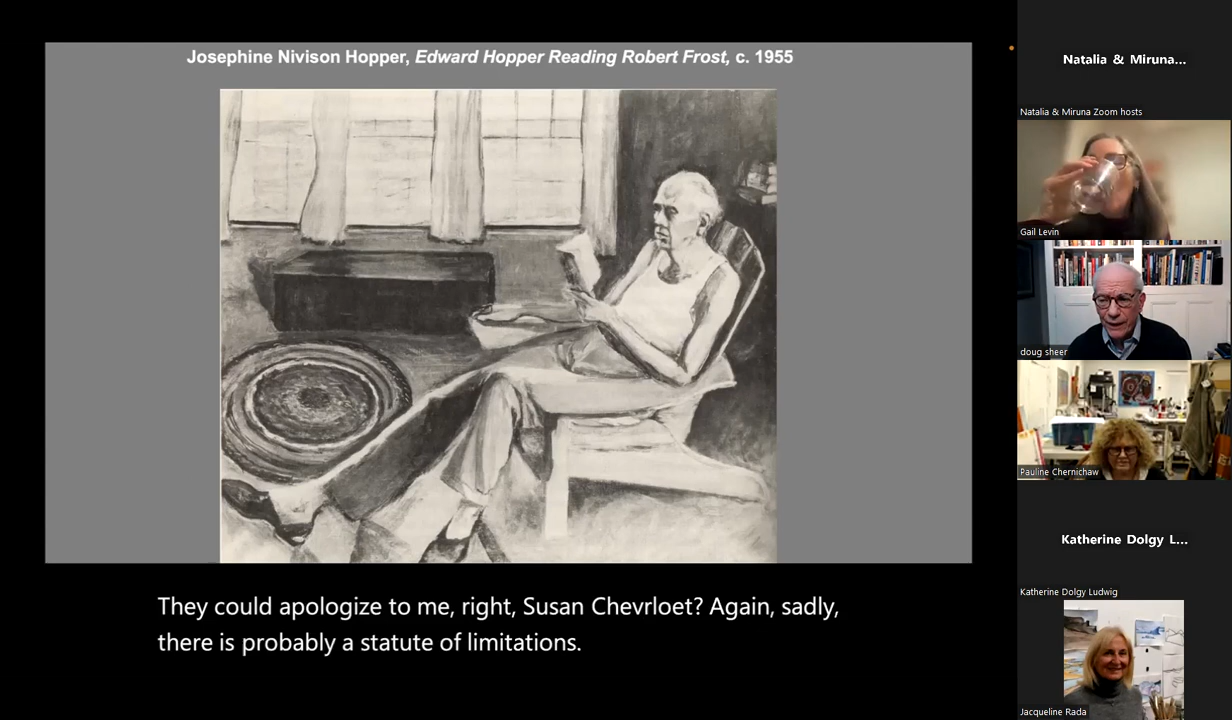 Josephine Nivison Hopper, Edward Hopper Reading Robert Frost, c. 1955
Natalia & Miruna...
Natalia & Miruna Zoom hosts
Gail Levin
doug sheer
Pauline Chernichaw
Katherine Dolgy L...
Katherine Dolgy Ludwig
Jacqueline Rada
They could apologize to me, right, Susan Chevrloet? Again, sadly,
there is probably a statute of limitations.